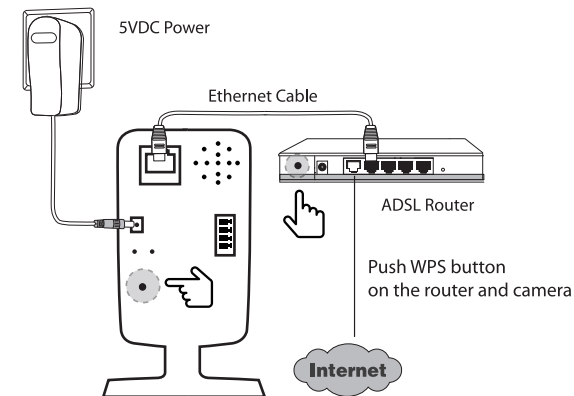 5VDC Power
Ethernet Cable
ADSL Router
Push WPS button
on the router and camera
Internet